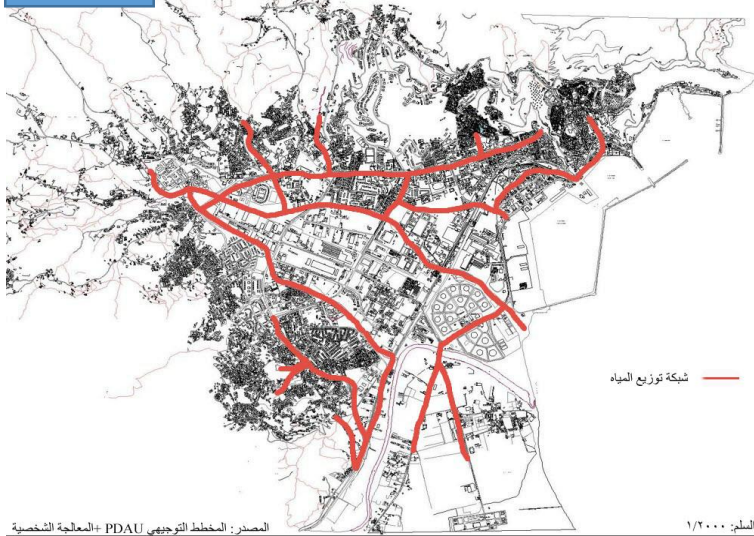 شبكة توزيع المياه
السلم: ١/٢٠٠٠
المصدر: المخطط التوجيهي PDAU +المعالجة الشخصية